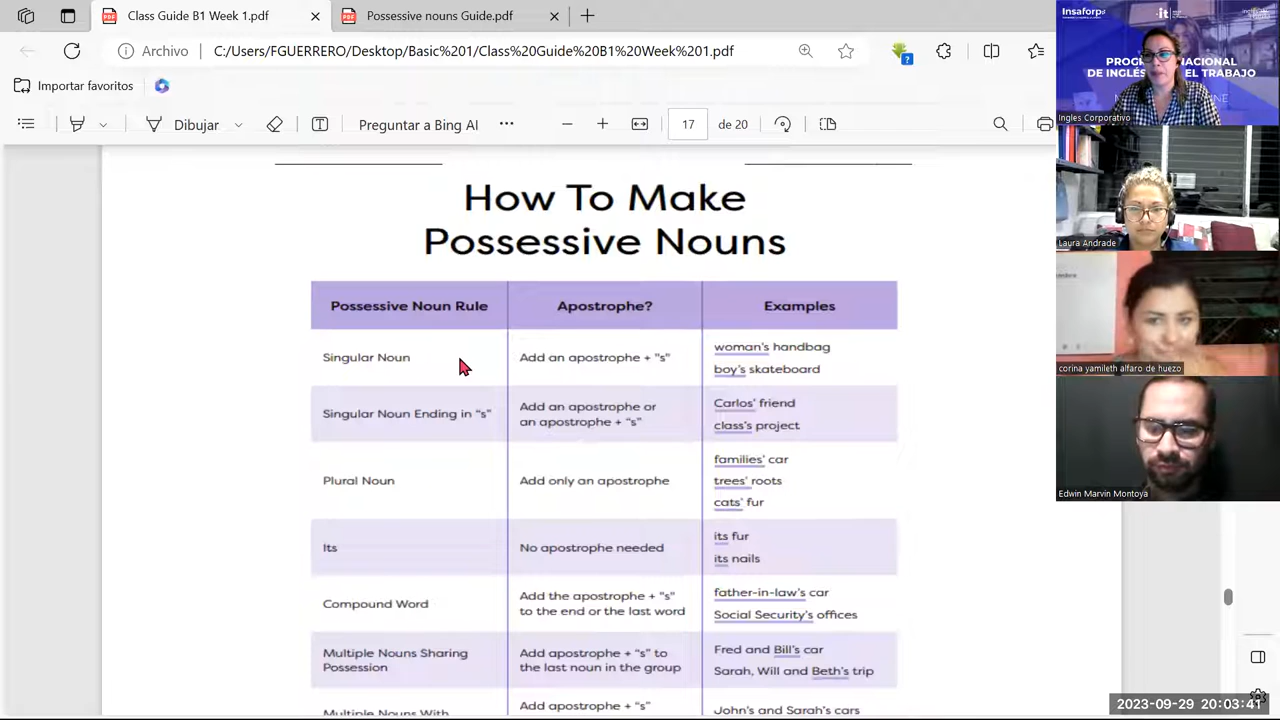 Class Guide B1 Week 1.pdf
Archivo
C:/Users/FGUERRERO/Desktop/Basic%201/Class%20Guide%20B1%20Week%201.pdf
Importar favoritos
Dibujar
Preguntar a Bing AI
17
de 20
How To Make
Possessive Nouns
Possessive Noun Rule
Apostrophe?
Examples
Singular Noun
Add an apostrophe + "s"
woman's handbag
boy's skateboard
Singular Noun Ending in "s"
Add an apostrophe or
an apostrophe + "s"
Carlos' friend
class's project
Plural Noun
Add only an apostrophe
families' car
trees' roots
cats' fur
Its
No apostrophe needed
its fur
its nails
Compound Word
Add the apostrophe + "s"
to the end or the last word
father-in-law's car
Social Security's offices
Multiple Nouns Sharing
Possession
Add apostrophe + "s" to
the last noun in the group
Fred and Bill's car
Sarah, Will and Beth's trip
Multiple Nouns With
Add apostrophe + "s"
John's and Sarah's cars
Insaforp
it
DE INGLÉS
EL TRABAJO
Ingles Corporativo
Laura Andrade
corina yamileth alfaro de huezo
Edwin Marvin Montoya
2023-09-29 20:03:41